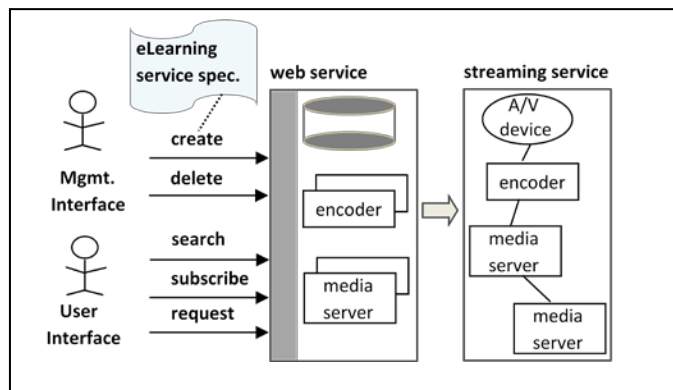 eLearning
service spec.
web service
streaming service
A/V
device
create
Mgmt.
Interface
delete
encoder
encoder
search
media
server
subscribe
media
server
User
Interface
request
media
server